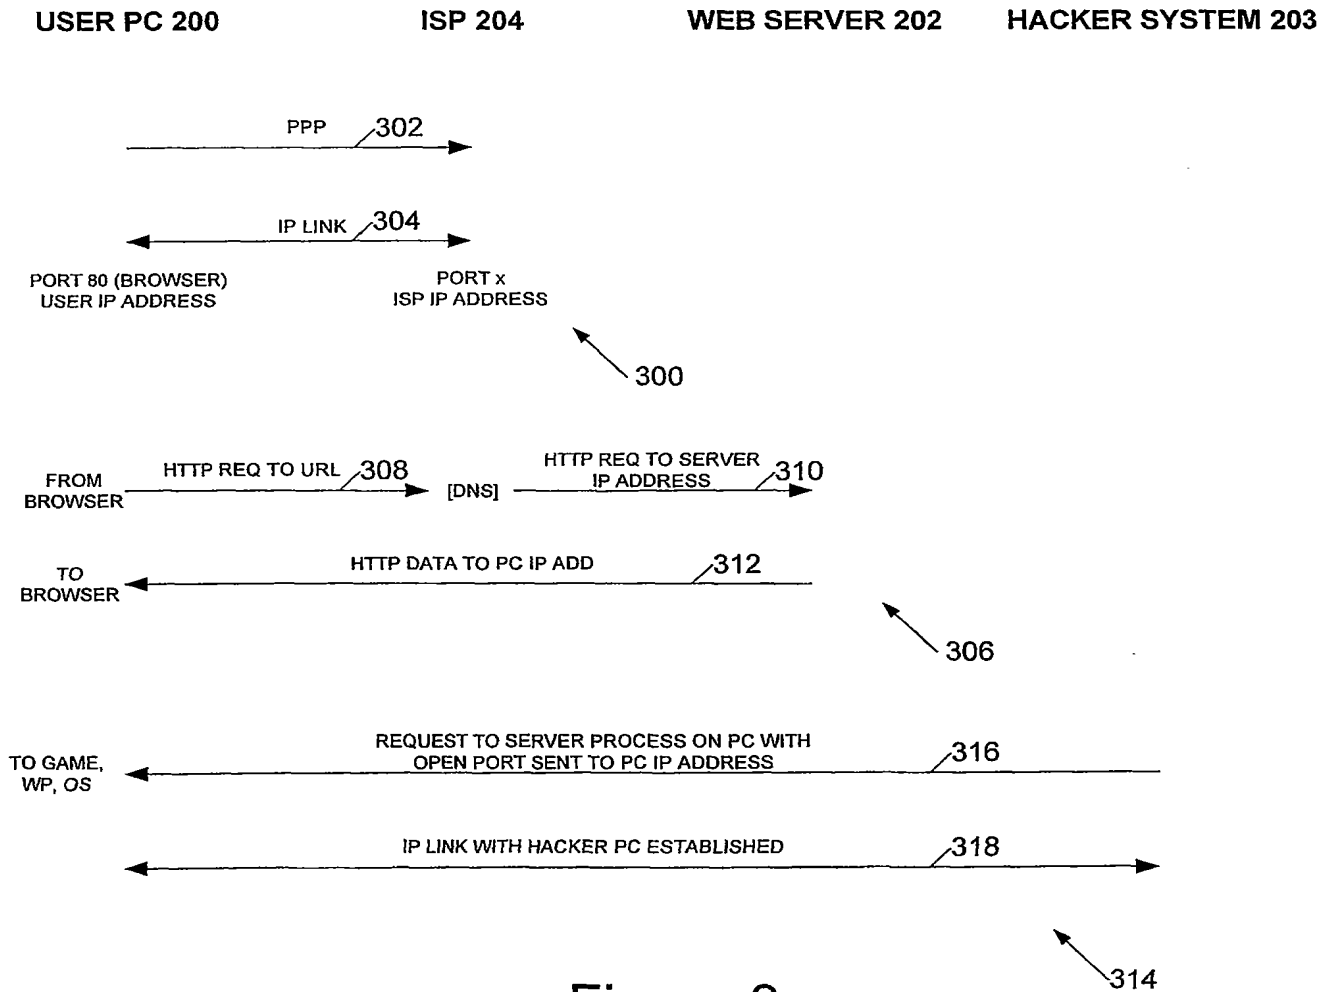 USER PC 200
ISP 204
WEB SERVER 202
HACKER SYSTEM 203
PPP
302
IP LINK
304
PORT 80 (BROWSER)
USER IP ADDRESS
PORT x
ISP IP ADDRESS
300
FROM
BROWSER
HTTP REQ TO URL
308
[DNS]
HTTP REQ TO SERVER
IP ADDRESS
310
TO
BROWSER
HTTP DATA TO PC IP ADD
312
306
TO GAME,
WP, OS
REQUEST TO SERVER PROCESS ON PC WITH
OPEN PORT SENT TO PC IP ADDRESS
316
IP LINK WITH HACKER PC ESTABLISHED
318
314